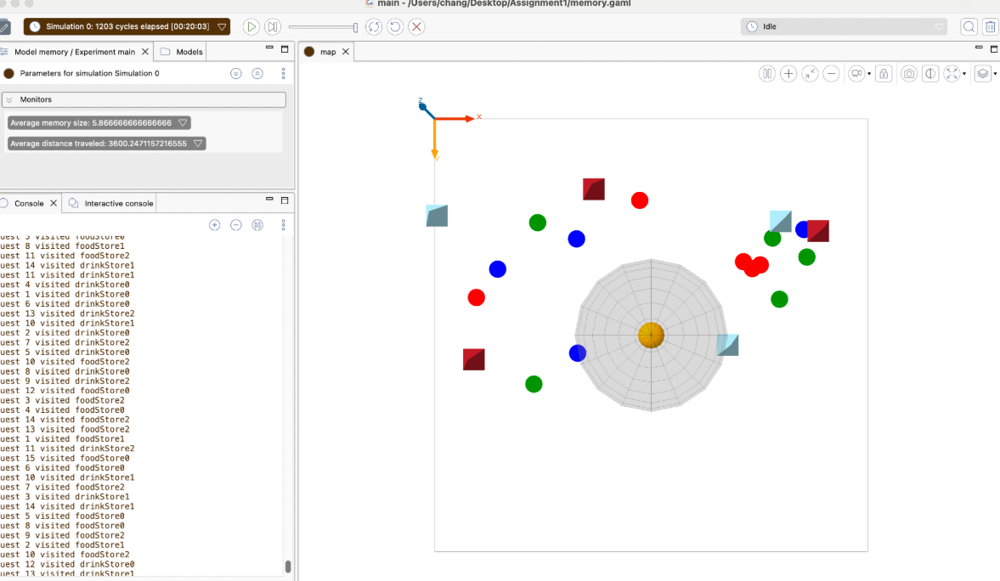 main - /Users/chang/Desktop/Assignment1/memory.gaml
Simulation 0: 1203 cycles elapsed [00:20:03]
Idle
Model memory / Experiment main
Models
map
Parameters for simulation Simulation 0
Monitors
Average memory size: 5.866666666666666
Average distance traveled: 3600.2471157216555
Z
X
Y
Console
Interactive console
uest 5 visited foodStore0
uest 8 visited foodStore1
uest 11 visited foodStore2
uest 14 visited drinkStore1
uest 11 visited drinkStore1
uest 4 visited drinkStore0
uest 1 visited drinkStore0
uest 6 visited drinkStore0
uest 13 visited drinkStore2
uest 10 visited drinkStore1
uest 2 visited drinkStore0
uest 7 visited drinkStore2
uest 5 visited drinkStore0
uest 10 visited foodStore2
uest 8 visited drinkStore0
uest 9 visited drinkStore2
uest 12 visited foodStore0
uest 3 visited foodStore2
uest 4 visited foodStore0
uest 14 visited foodStore2
uest 13 visited foodStore2
uest 1 visited foodStore1
uest 11 visited drinkStore2
uest 15 visited foodStore0
uest 6 visited foodStore0
uest 10 visited drinkStore1
uest 7 visited foodStore2
uest 3 visited drinkStore1
uest 14 visited drinkStore1
uest 5 visited foodStore0
uest 8 visited foodStore0
uest 9 visited foodStore2
uest 2 visited foodStore1
uest 10 visited foodStore2
uest 12 visited drinkStore0
uest 13 visited drinkStore1